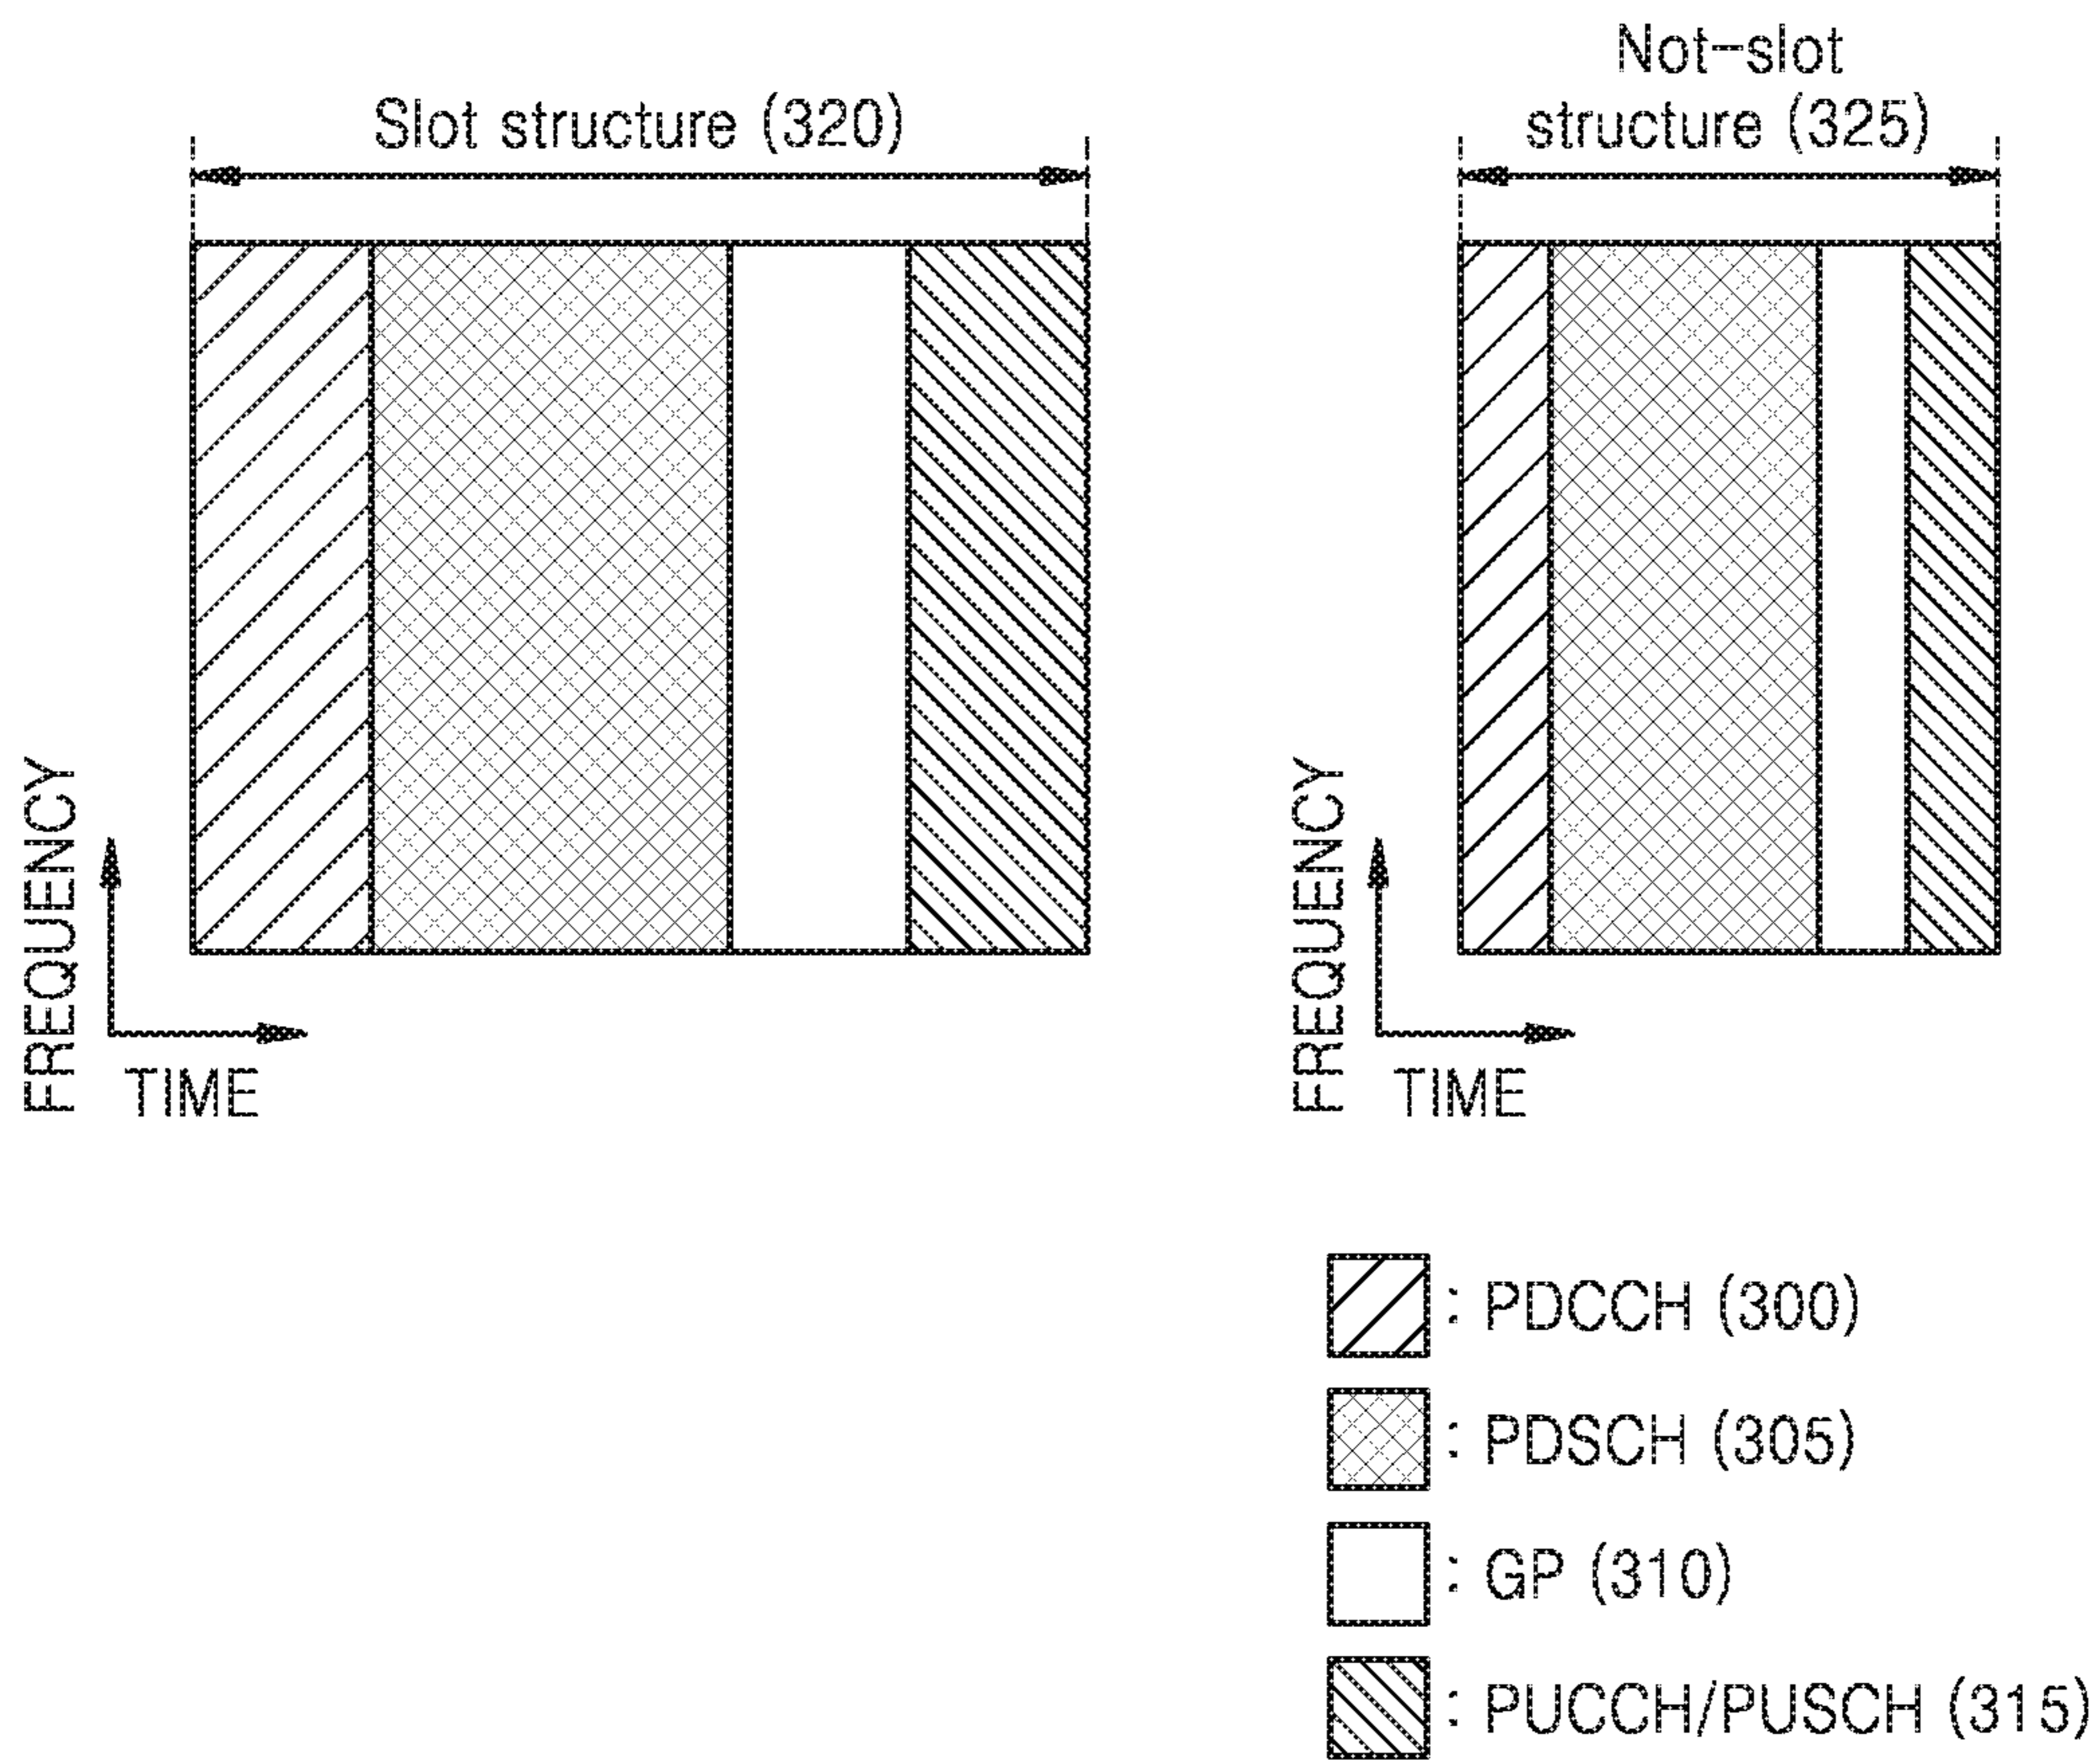 Slot structure (320)
Not-slot
structure (325)
FREQUENCY
TIME
FREQUENCY
TIME
: PDCCH (300)
: PDSCH (305)
: GP (310)
: PUCCH/PUSCH (315)